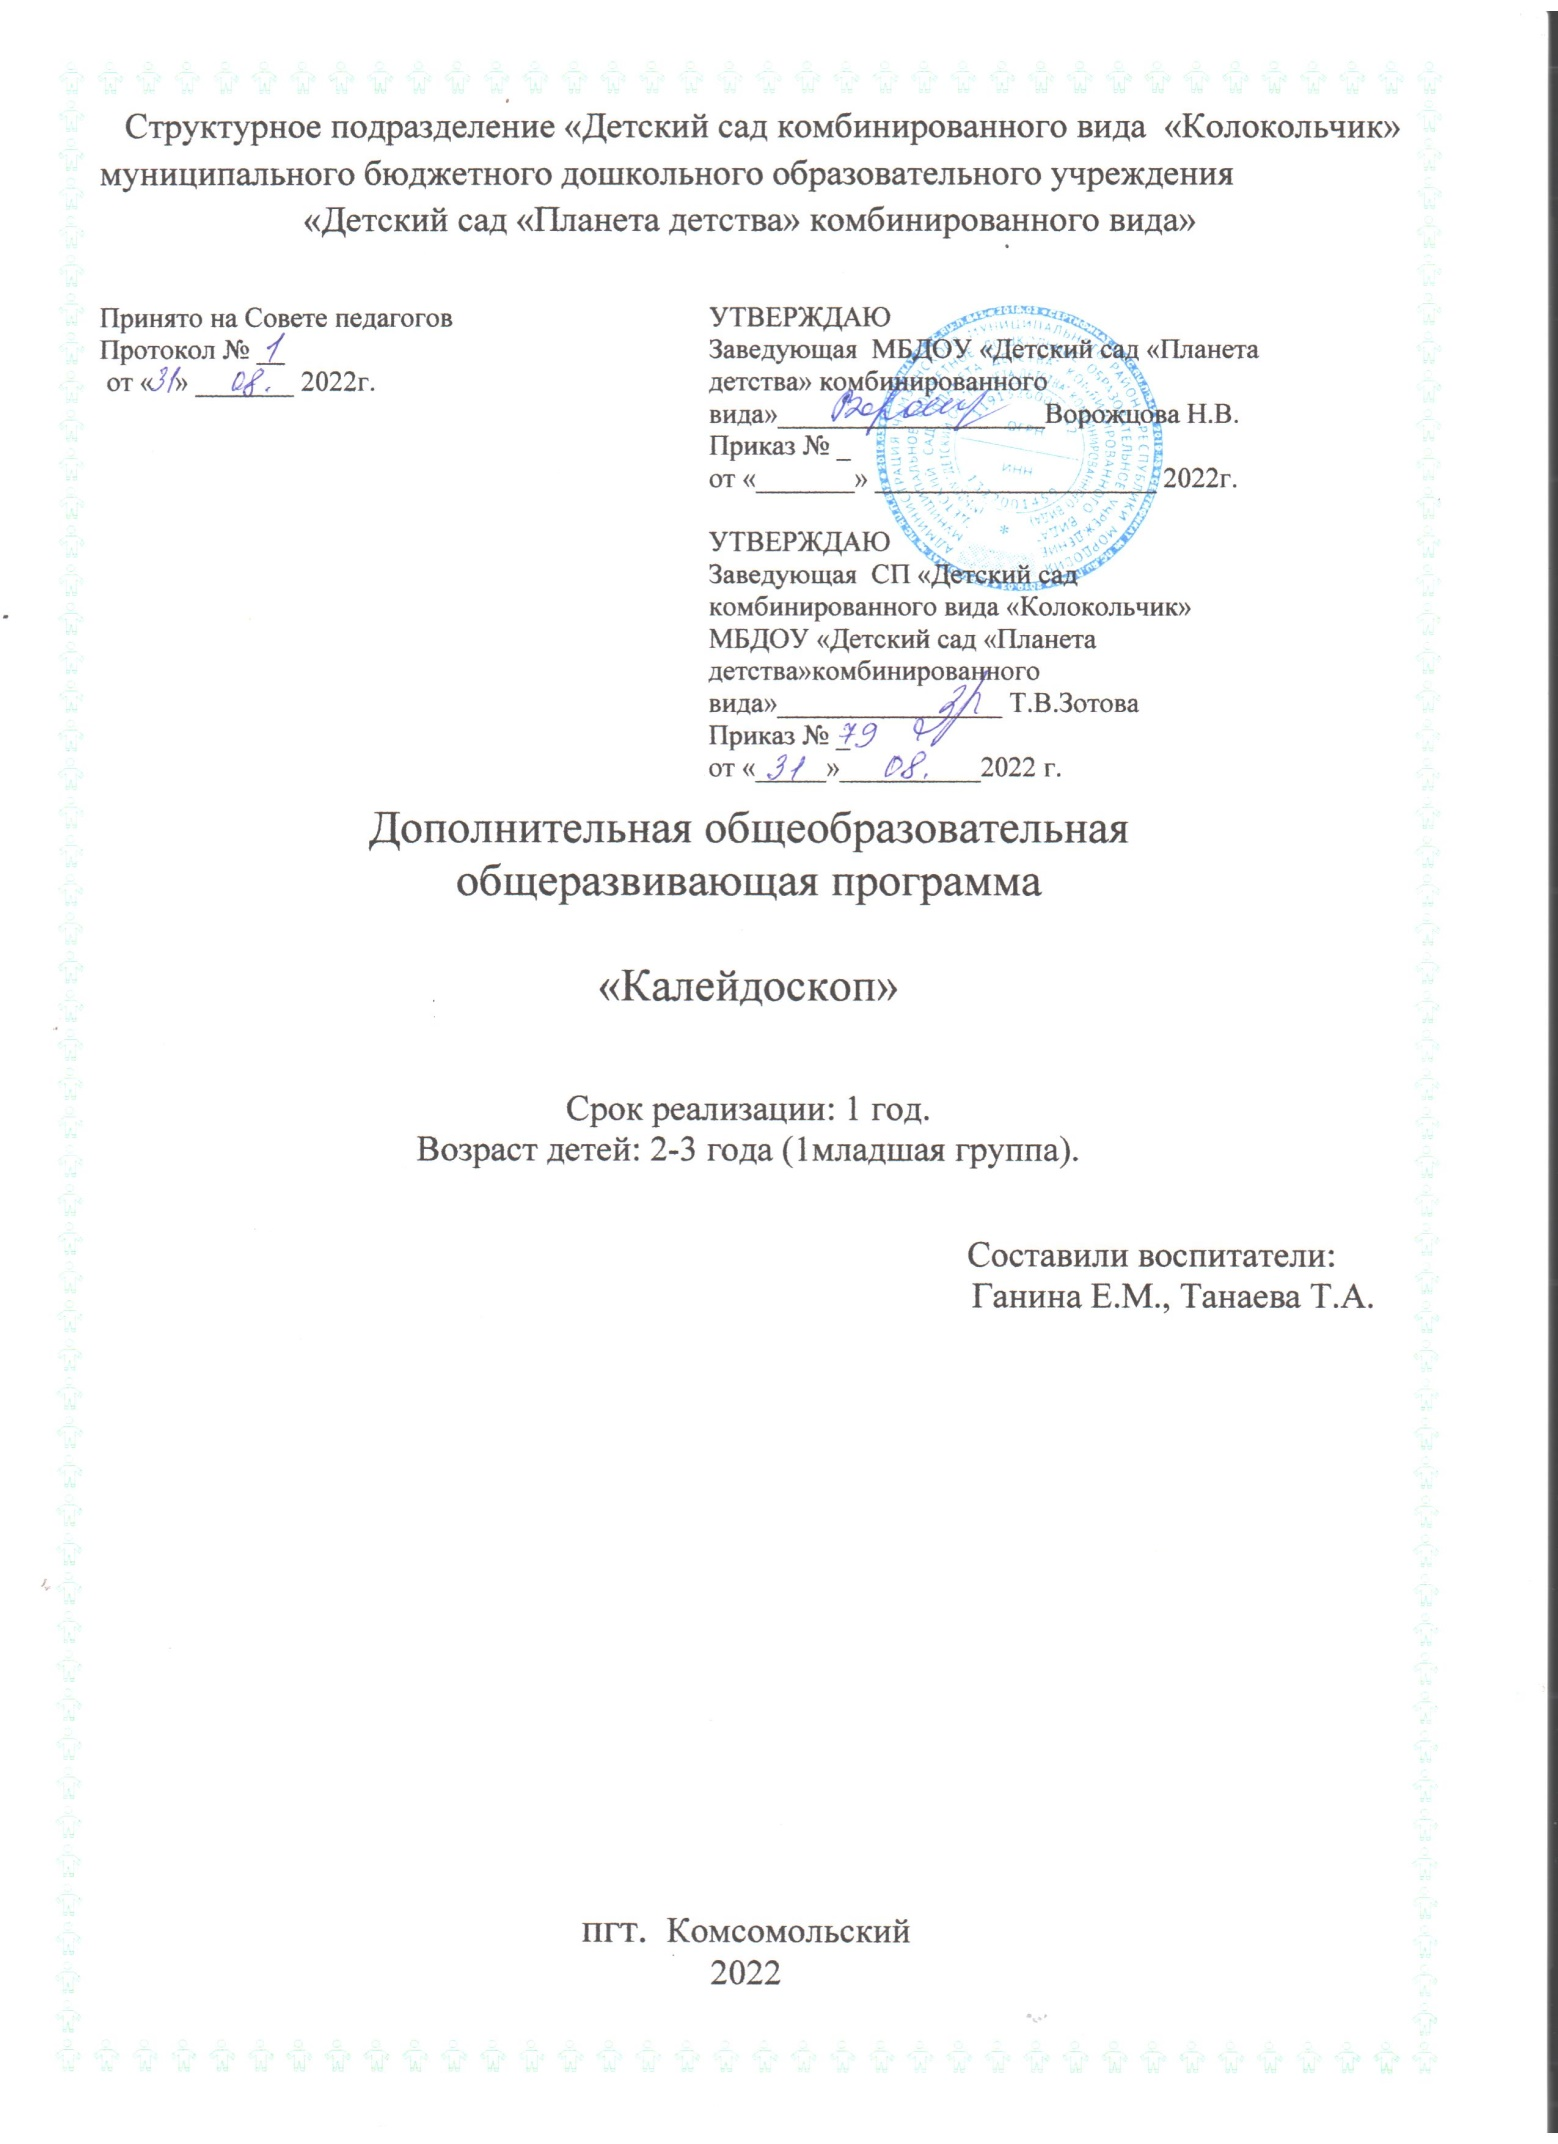 Структурное подразделение «Детский сад комбинированного вида «Колокольчик»
муниципального бюджетного дошкольного образовательного учреждения
«Детский сад «Планета детства» комбинированного вида»
Принято на Совете педагогов
Протокол № 1
от «31» 08. 2022г.
УТВЕРЖДАЮ
Заведующая МБДОУ «Детский сад «Планета
детства» комбинированного
вида»___________________Ворожцова Н.В.
Приказ № _
от «_______» ____________________ 2022г.
УТВЕРЖДАЮ
Заведующая СП «Детский сад
комбинированного вида «Колокольчик»
МБДОУ «Детский сад «Планета
детства»комбинированного
вида»________________ Т.В.Зотова
Приказ № 79
от «31» 08. 2022 г.
Дополнительная общеобразовательная
общеразвивающая программа
«Калейдоскоп»
Срок реализации: 1 год.
Возраст детей: 2-3 года (1младшая группа).
Составили воспитатели:
Ганина Е.М., Танаева Т.А.
пгт. Комсомольский
2022